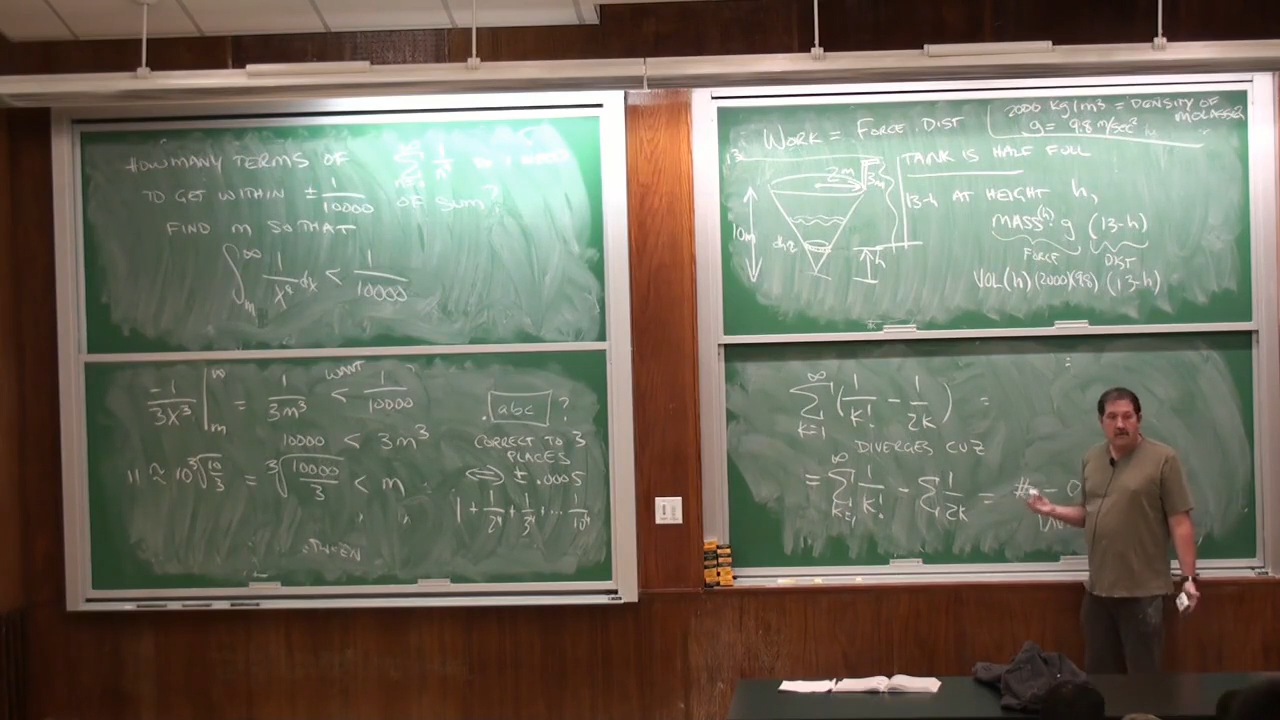 HOW MANY TERMS OF ∞ Σ 1/n⁴
TO GET WITHIN ± 1/10000 OF SUM?
FIND m SO THAT
∫_m^∞ 1/x⁴ dx < 1/10000
-1/3x³ |_m^∞ = 1/3m³ WANT < 1/10000
10000 < 3m³
11 ≈ 10 ∛(10/3) = ∛(10000/3) < m
. abc ?
CORRECT TO 3
PLACES
⟺ ± .0005
1 + 1/2⁴ + 1/3⁴ + ... 1/10⁴
2000 kg/m³ = DENSITY OF
MOLASSES
g = 9.8 m/sec²
WORK = FORCE · DIST
TANK IS HALF FULL
13
2m
3m
10m
dh
h
13-h AT HEIGHT h,
MASS(h) · g (13-h)
FORCE DIST
VOL(h)(2000)(9.8)(13-h)
Σ_{k=1}^∞ (1/k! - 1/2k) =
DIVERGES CUZ
= Σ_{k=1}^∞ 1/k! - Σ 1/2k = # -